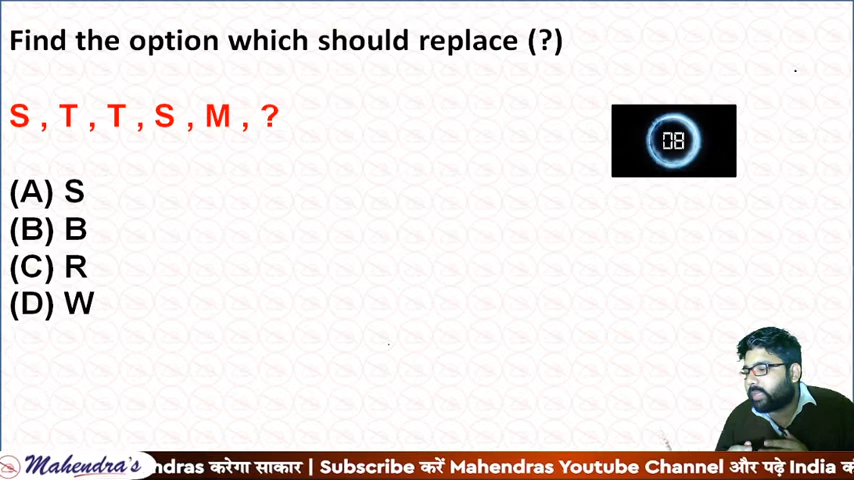 Find the option which should replace (?)
S , T , T , S , M , ?
08
(A) S
(B) B
(C) R
(D) W
Mahendra's ndras करेगा साकार | Subscribe करें Mahendras Youtube Channel और पढ़े India